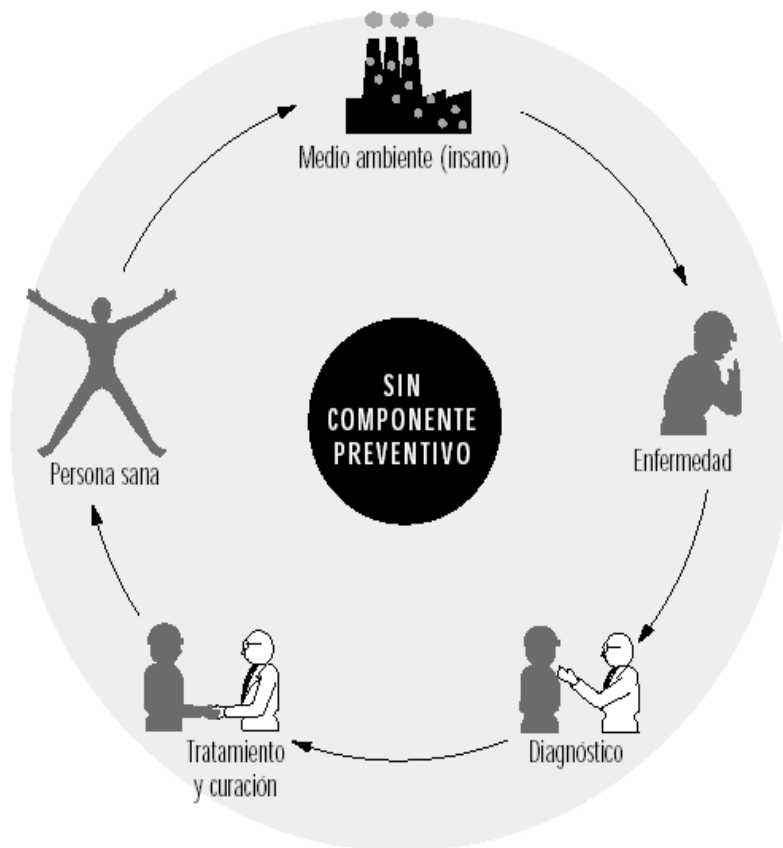 Medio ambiente (insano)
SIN
COMPONENTE
PREVENTIVO
Persona sana
Enfermedad
Tratamiento
y curación
Diagnóstico